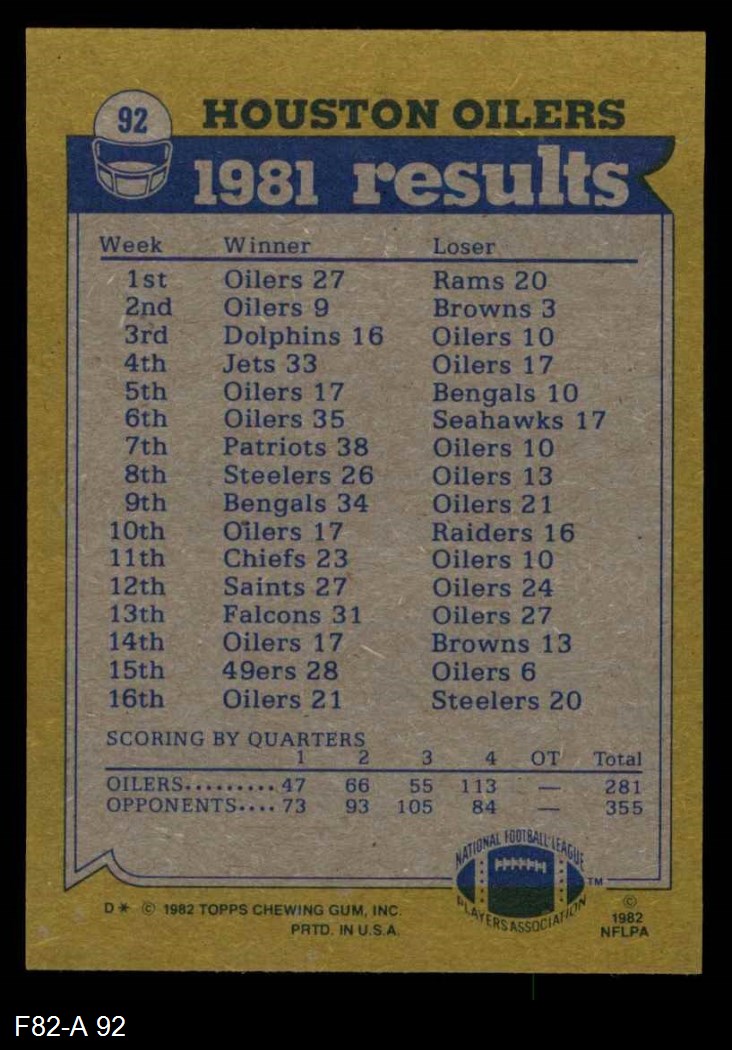 92
HOUSTON OILERS
1981 results
Week Winner Loser
1st Oilers 27 Rams 20
2nd Oilers 9 Browns 3
3rd Dolphins 16 Oilers 10
4th Jets 33 Oilers 17
5th Oilers 17 Bengals 10
6th Oilers 35 Seahawks 17
7th Patriots 38 Oilers 10
8th Steelers 26 Oilers 13
9th Bengals 34 Oilers 21
10th Oilers 17 Raiders 16
11th Chiefs 23 Oilers 10
12th Saints 27 Oilers 24
13th Falcons 31 Oilers 27
14th Oilers 17 Browns 13
15th 49ers 28 Oilers 6
16th Oilers 21 Steelers 20
SCORING BY QUARTERS
1 2 3 4 OT Total
OILERS......... 47 66 55 113 — 281
OPPONENTS.... 73 93 105 84 — 355
NATIONAL FOOTBALL LEAGUE
PLAYERS ASSOCIATION
TM
D* © 1982 TOPPS CHEWING GUM, INC.
PRTD. IN U.S.A.
©
1982
NFLPA
F82-A 92